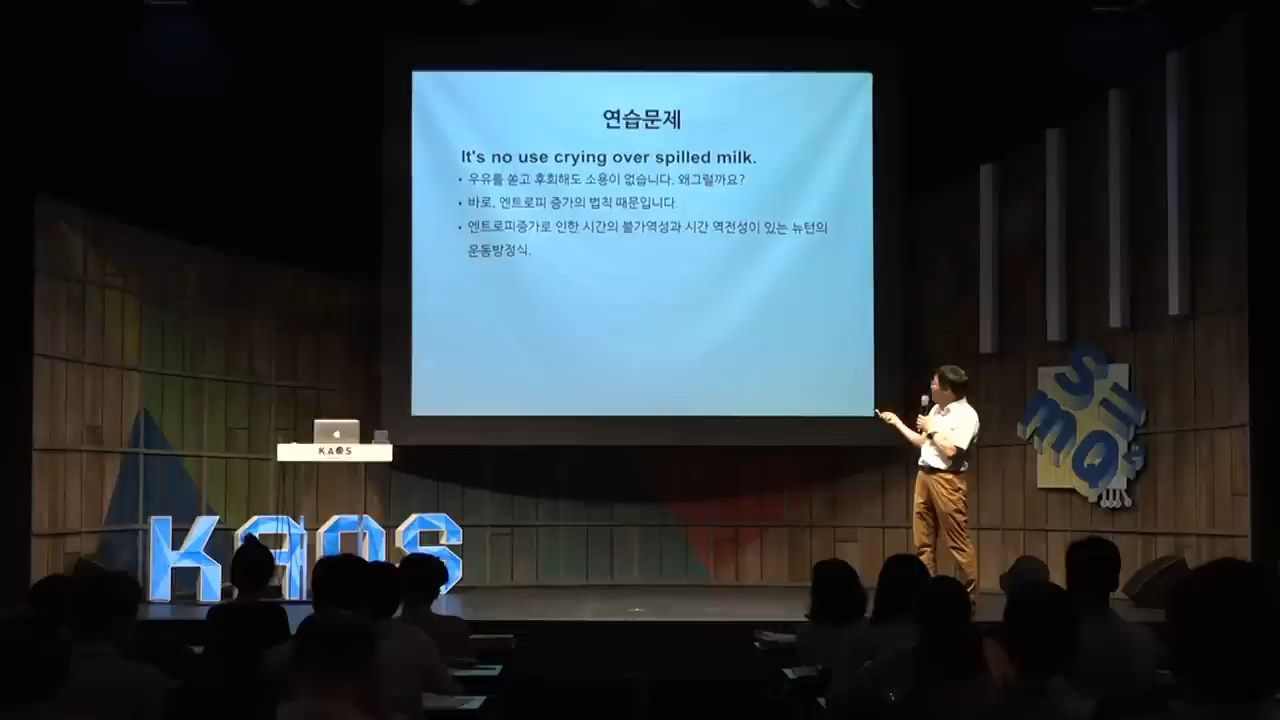 연습문제
It's no use crying over spilled milk.
• 우유를 쏟고 후회해도 소용이 없습니다. 왜그럴까요?
• 바로, 엔트로피 증가의 법칙 때문입니다.
• 엔트로피증가로 인한 시간의 불가역성과 시간 역전성이 있는 뉴턴의
운동방정식.
KAOS
KAOS